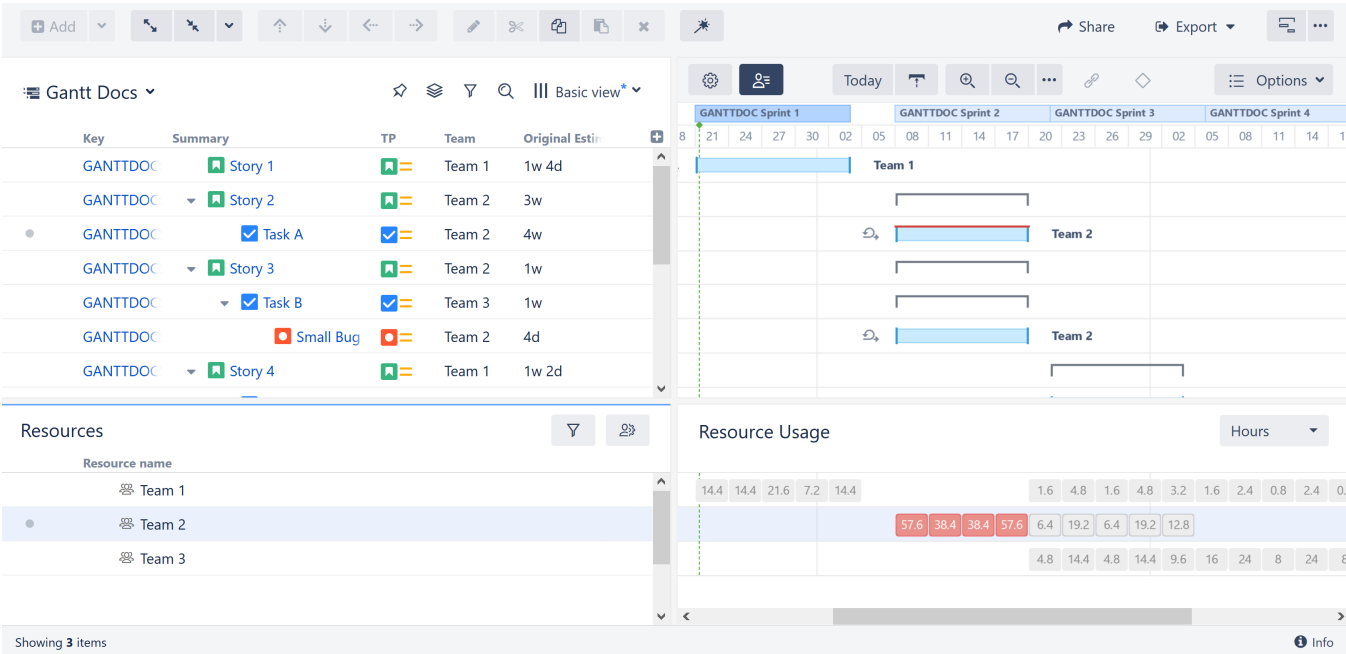 Add
Share
Export
Gantt Docs
Basic view*
Today
Options
GANTTDOC Sprint 1 GANTTDOC Sprint 2 GANTTDOC Sprint 3 GANTTDOC Sprint 4
Key Summary TP Team Original Estim
8 21 24 27 30 02 05 08 11 14 17 20 23 26 29 02 05 08 11 14 1
GANTTDOC Story 1 Team 1 1w 4d Team 1
GANTTDOC Story 2 Team 2 3w
GANTTDOC Task A Team 2 4w Team 2
GANTTDOC Story 3 Team 2 1w
GANTTDOC Task B Team 3 1w
GANTTDOC Small Bug Team 2 4d Team 2
GANTTDOC Story 4 Team 1 1w 2d
Resources
Resource name
Team 1
Team 2
Team 3
Resource Usage
Hours
14.4 14.4 21.6 7.2 14.4 1.6 4.8 1.6 4.8 3.2 1.6 2.4 0.8 2.4 0.
57.6 38.4 38.4 57.6 6.4 19.2 6.4 19.2 12.8
4.8 14.4 4.8 14.4 9.6 16 24 8 24 8
Showing 3 items
Info